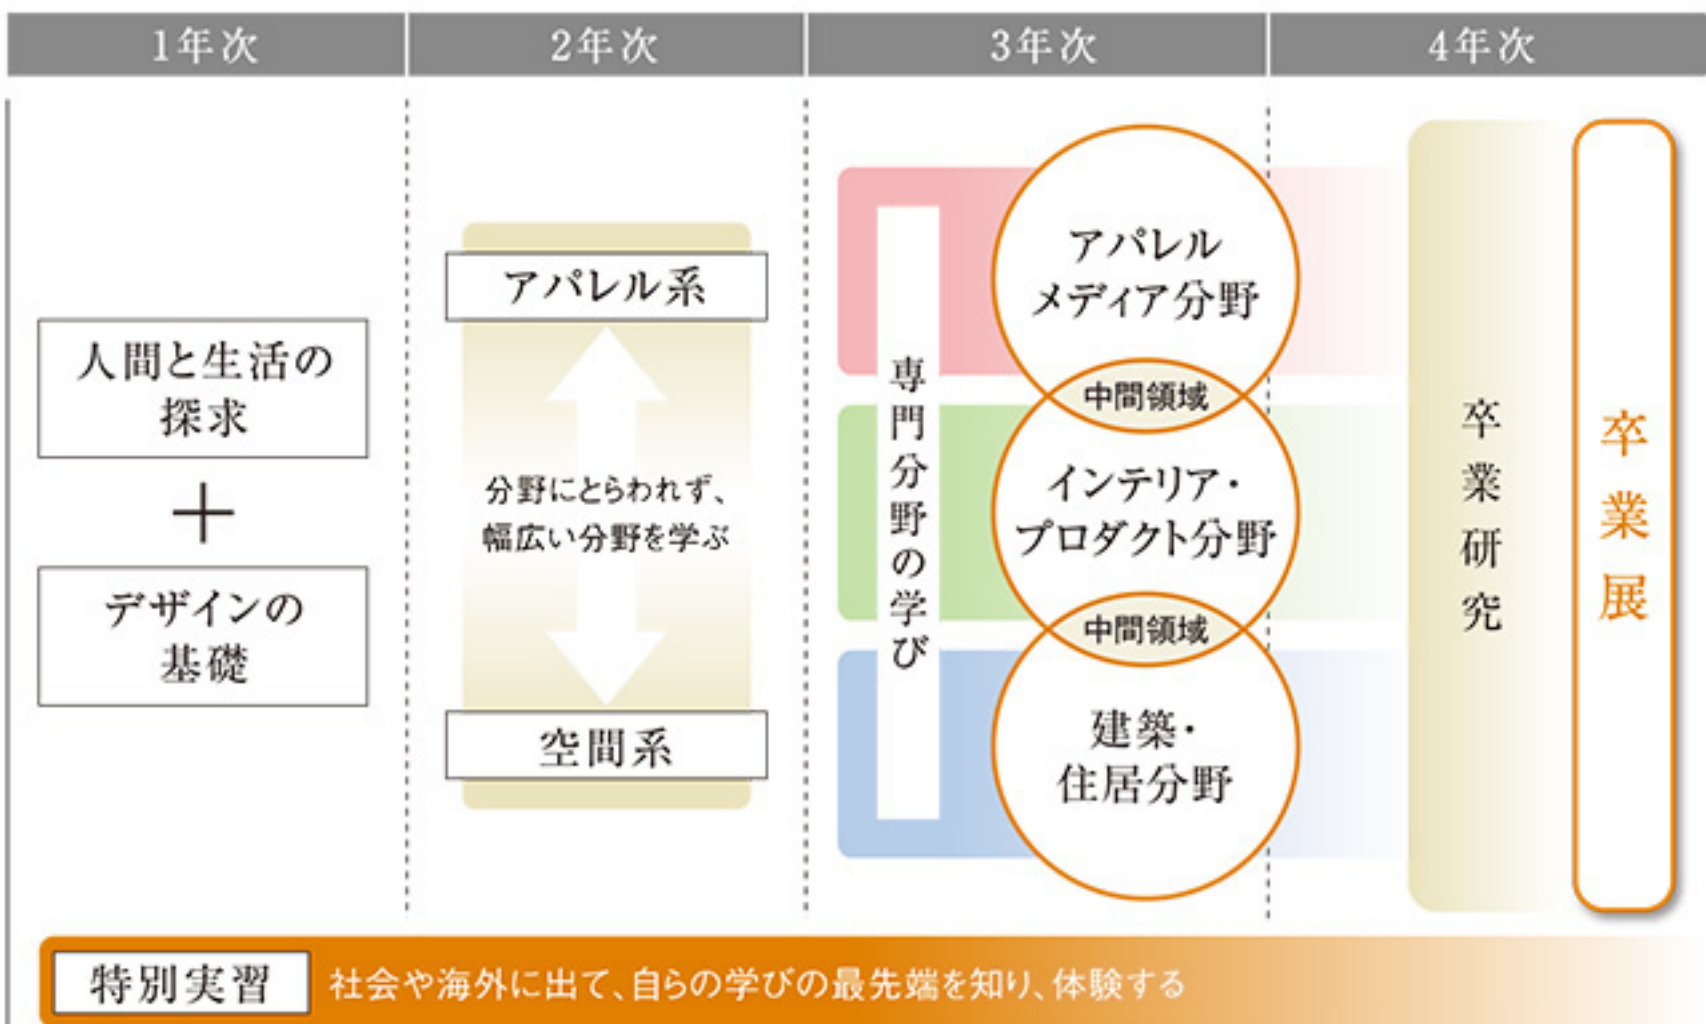 1年次
2年次
3年次
4年次
人間と生活の
探求
+
デザインの
基礎
アパレル系
分野にとらわれず、
幅広い分野を学ぶ
空間系
専門分野の学び
アパレル
メディア分野
中間領域
インテリア・
プロダクト分野
中間領域
建築・
住居分野
卒業研究
卒業展
特別実習
社会や海外に出て、自らの学びの最先端を知り、体験する